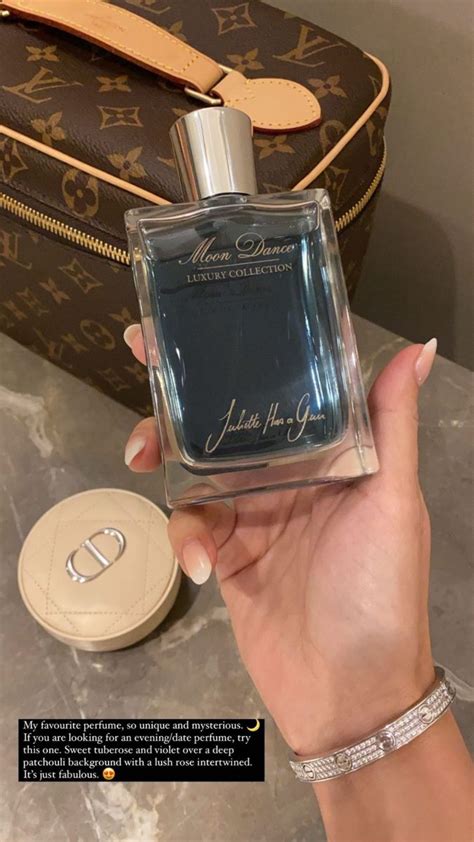 Moon Dance
LUXURY COLLECTION
Juliette Has a Gun
CD
My favourite perfume, so unique and mysterious. 🌙
If you are looking for an evening/date perfume, try
this one. Sweet tuberose and violet over a deep
patchouli background with a lush rose intertwined.
It's just fabulous. 😍